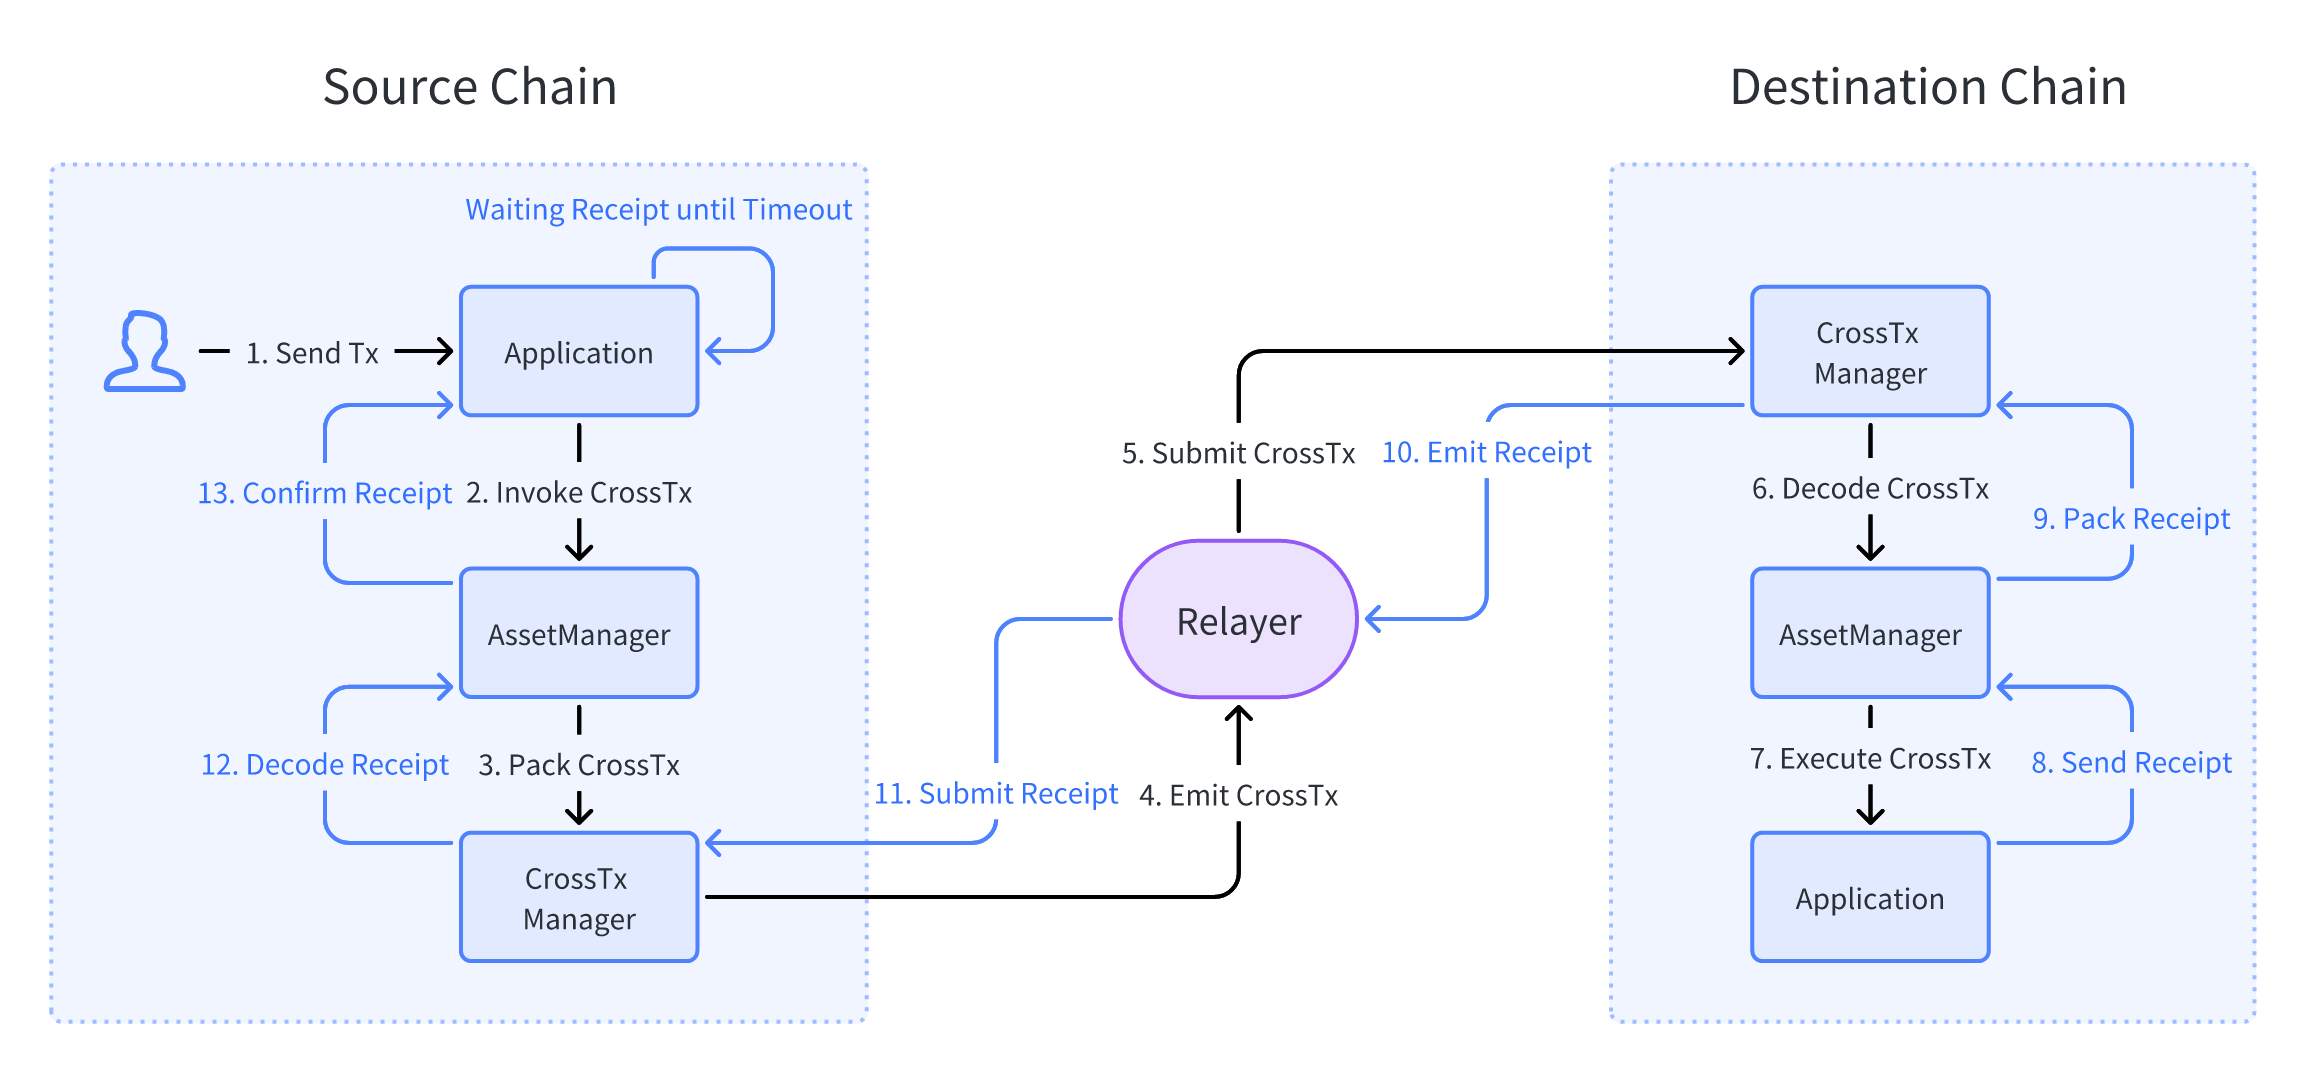 Source Chain
Destination Chain
Waiting Receipt until Timeout
1. Send Tx
Application
13. Confirm Receipt
2. Invoke CrossTx
AssetManager
12. Decode Receipt
3. Pack CrossTx
CrossTx
Manager
11. Submit Receipt
4. Emit CrossTx
Relayer
5. Submit CrossTx
10. Emit Receipt
CrossTx
Manager
6. Decode CrossTx
9. Pack Receipt
AssetManager
7. Execute CrossTx
8. Send Receipt
Application